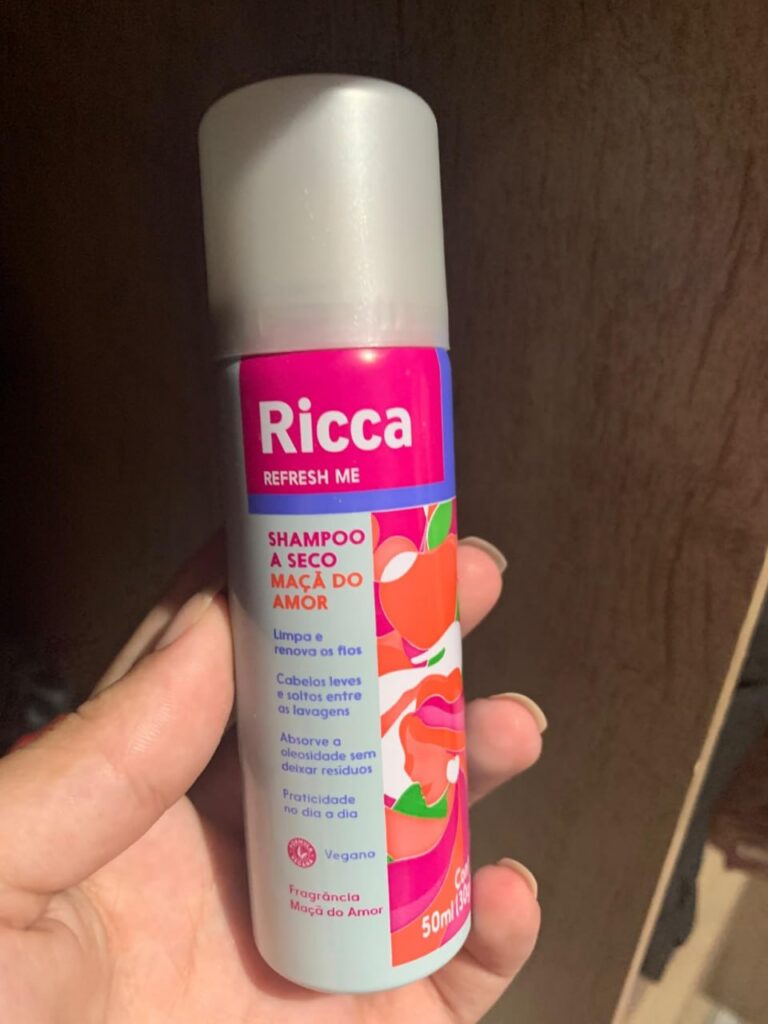 Ricca
REFRESH ME
SHAMPOO
A SECO
MAÇÃ DO
AMOR
Limpa e
renova os fios
Cabelos leves
e soltos entre
as lavagens
Absorve a
oleosidade sem
deixar resíduos
Praticidade
no dia a dia
Vegano
Fragrância
Maçã do Amor
50ml